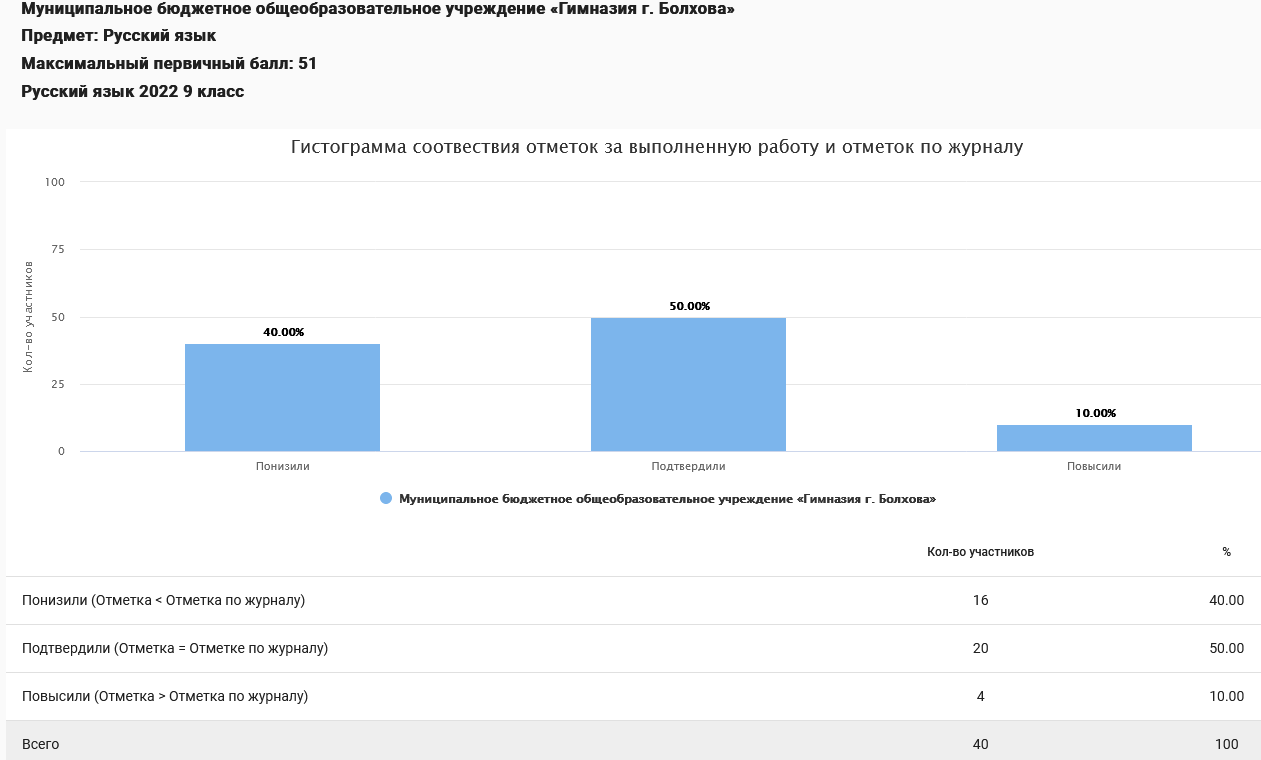 Муниципальное бюджетное общеобразовательное учреждение «Гимназия г. Болхова»
Предмет: Русский язык
Максимальный первичный балл: 51
Русский язык 2022 9 класс
Гистограмма соотвествия отметок за выполненную работу и отметок по журналу
100
75
50
25
0
Кол-во участников
40.00%
50.00%
10.00%
Понизили
Подтвердили
Повысили
Муниципальное бюджетное общеобразовательное учреждение «Гимназия г. Болхова»
Кол-во участников %
Понизили (Отметка < Отметка по журналу) 16 40.00
Подтвердили (Отметка = Отметке по журналу) 20 50.00
Повысили (Отметка > Отметка по журналу) 4 10.00
Всего 40 100